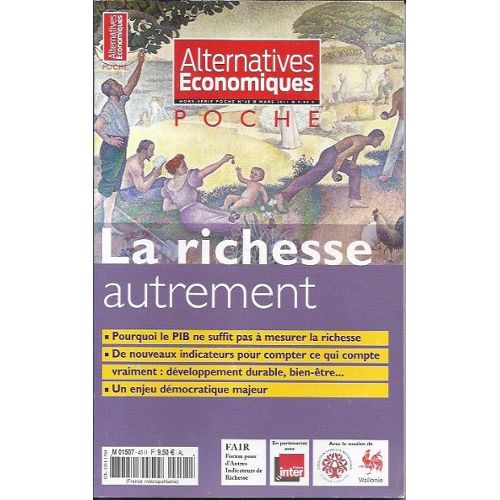 Alternatives
Economiques
POCHE
Alternatives
Economiques
HORS-SÉRIE POCHE N°48 MARS 2011 9,50 €
POCHE
La richesse
autrement
Pourquoi le PIB ne suffit pas à mesurer la richesse
De nouveaux indicateurs pour compter ce qui compte
vraiment : développement durable, bien-être...
Un enjeu démocratique majeur
M 01507 - 48 H - F: 9,50 € - AL
(France métropolitaine)
FAIR
Forum pour
d'Autres
Indicateurs de
Richesse
En partenariat
avec
france
inter
Avec le soutien de
Wallonie